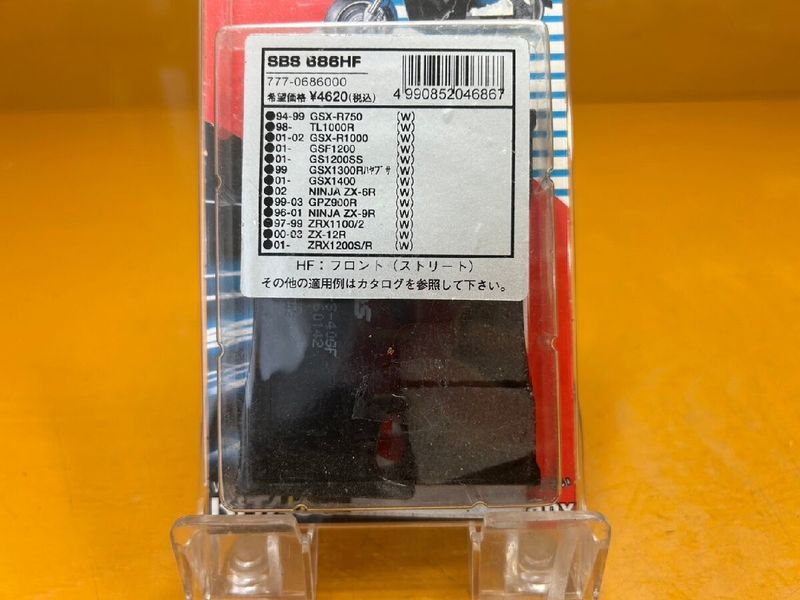 SBS 686HF
777-0686000
希望価格 ¥4620(税込)
4 990852 046867
●94-99 GSX-R750 (W)
●98- TL1000R (W)
●01-02 GSX-R1000 (W)
●01- GSF1200 (W)
●01- GS1200SS (W)
●99 GSX1300Rハヤブサ (W)
●01- GSX1400 (W)
●02 NINJA ZX-6R (W)
●99-03 GPZ900R (W)
●96-01 NINJA ZX-9R (W)
●97-99 ZRX1100/2 (W)
●00-03 ZX-12R (W)
●01- ZRX1200S/R (W)
HF:フロント(ストリート)
その他の適用例はカタログを参照して下さい。